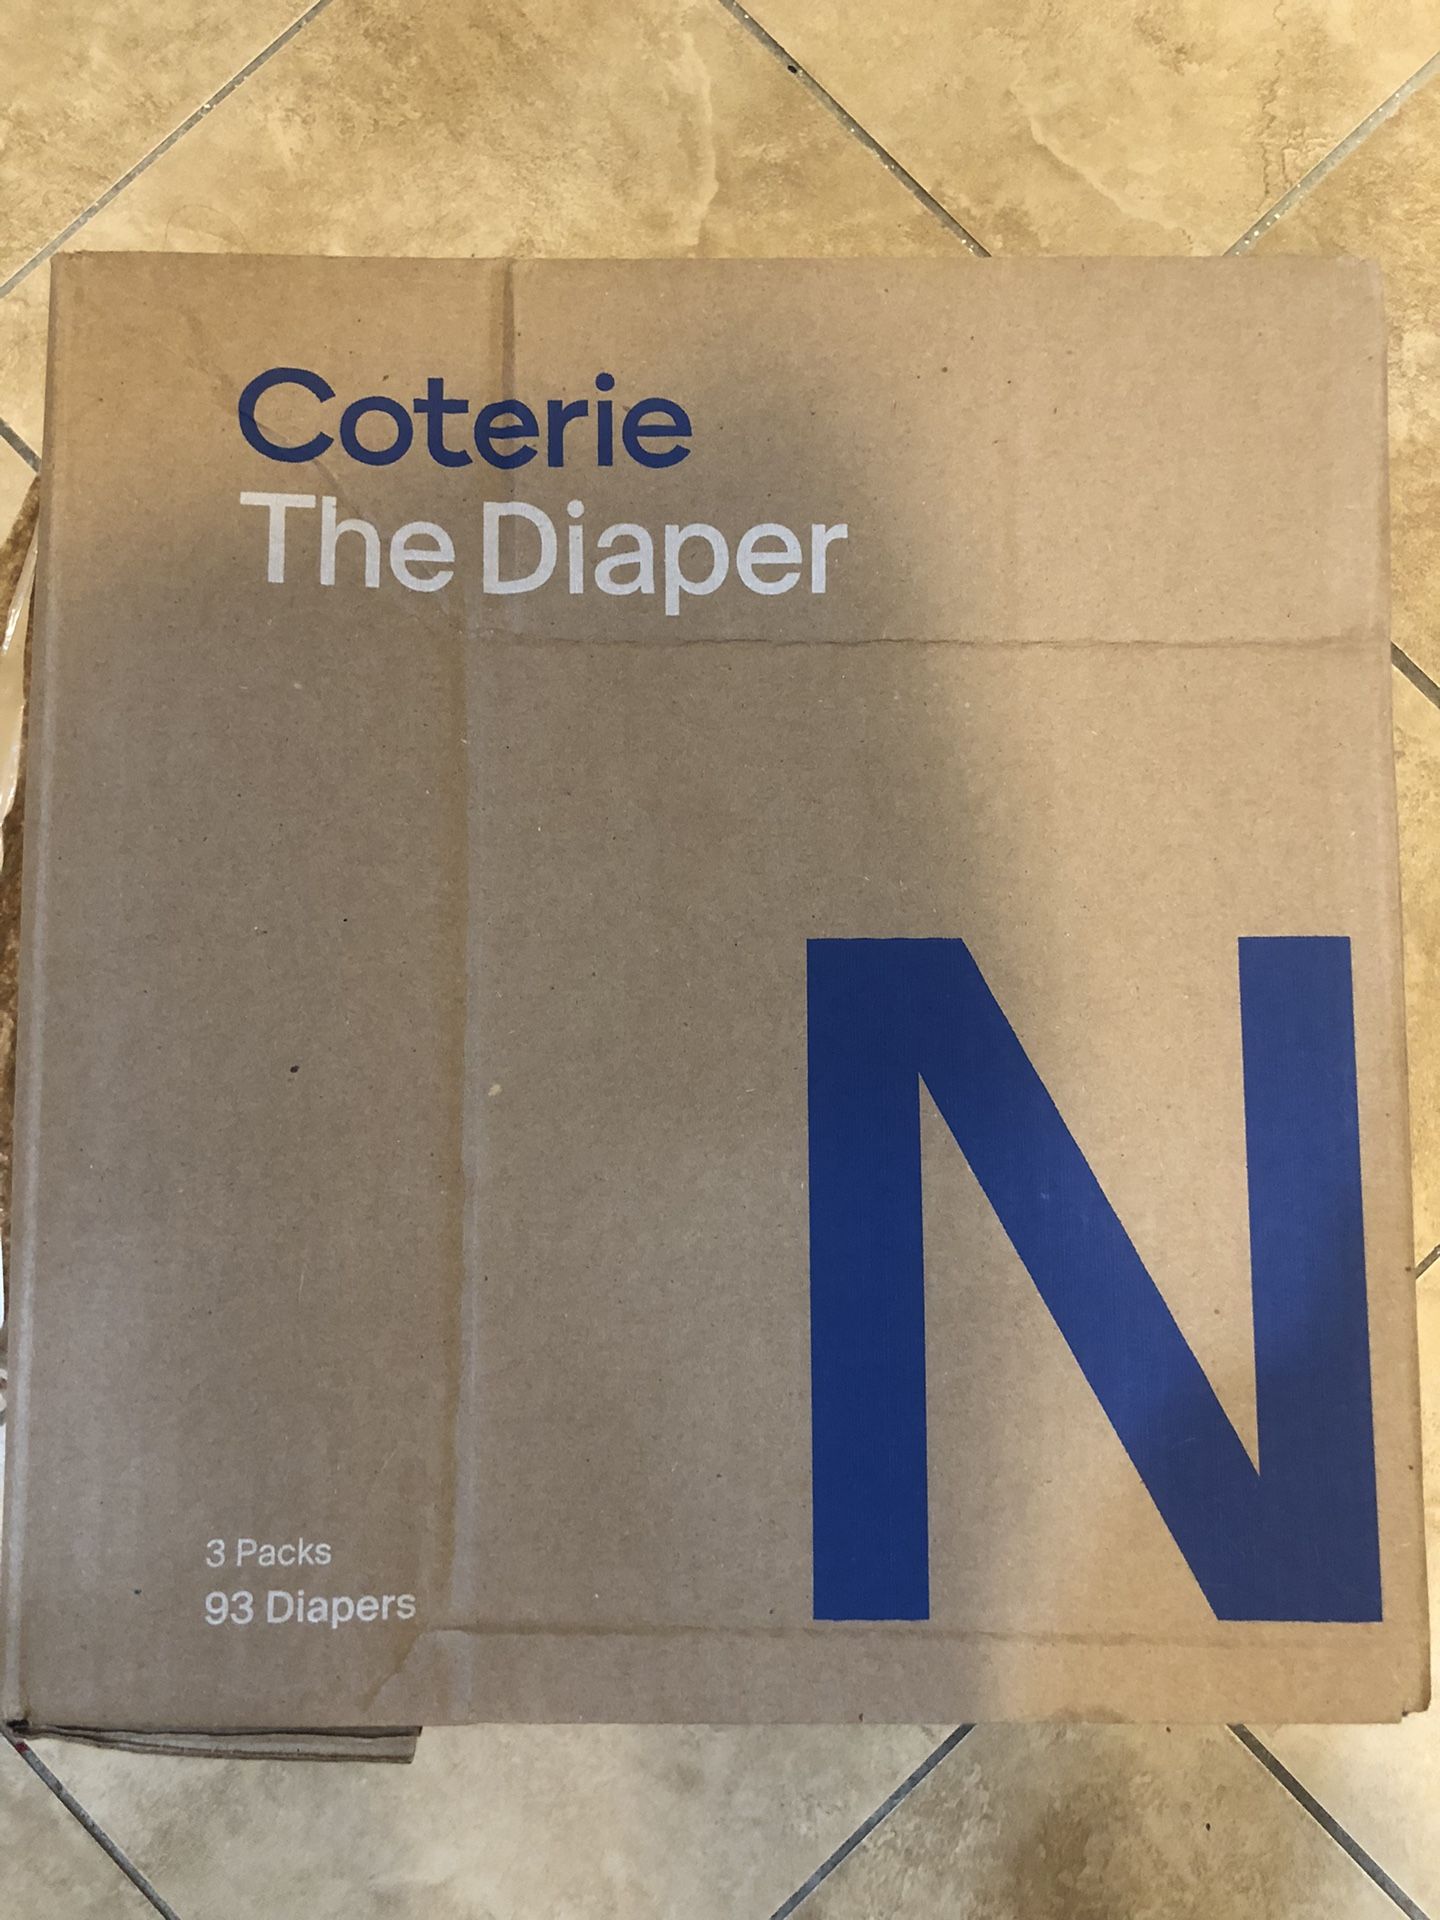 Coterie
The Diaper
N
3 Packs
93 Diapers